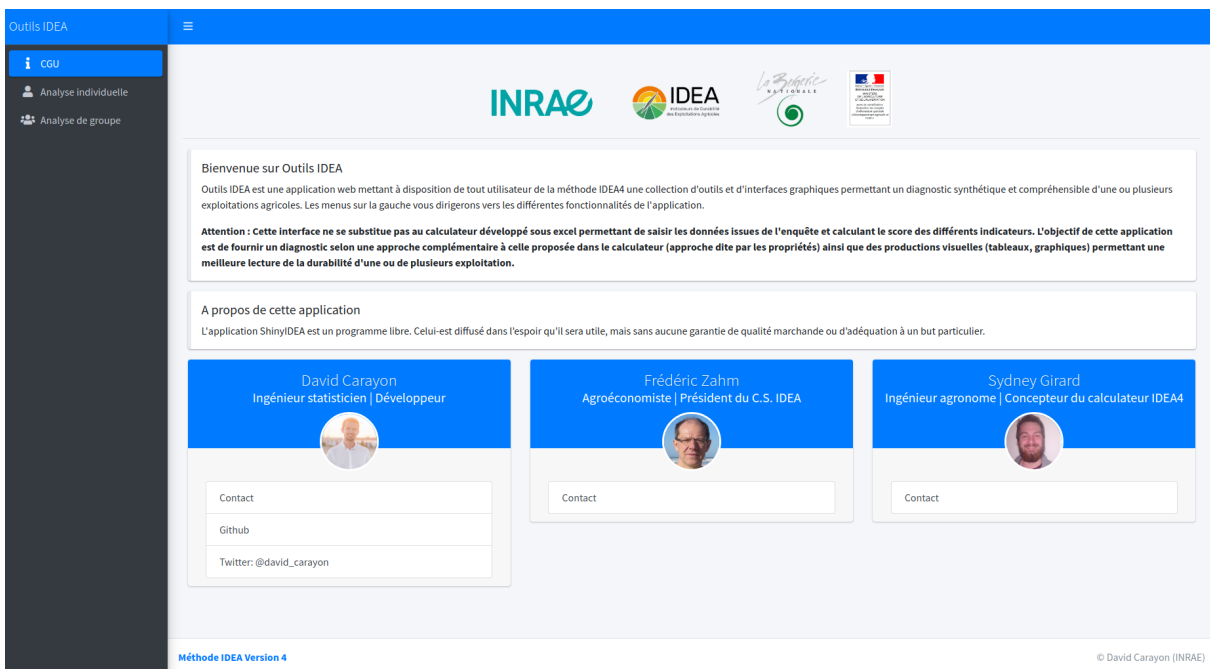 Outils IDEA
CGU
Analyse individuelle
Analyse de groupe
INRAE
IDEA
Indicateurs de Durabilité
des Exploitations Agricoles
La Bergerie
NATIONALE
Bienvenue sur Outils IDEA
Outils IDEA est une application web mettant à disposition de tout utilisateur de la méthode IDEA4 une collection d'outils et d'interfaces graphiques permettant un diagnostic synthétique et compréhensible d'une ou plusieurs
exploitations agricoles. Les menus sur la gauche vous dirigerons vers les différentes fonctionnalités de l'application.
Attention : Cette interface ne se substitue pas au calculateur développé sous excel permettant de saisir les données issues de l'enquête et calculant le score des différents indicateurs. L'objectif de cette application
est de fournir un diagnostic selon une approche complémentaire à celle proposée dans le calculateur (approche dite par les propriétés) ainsi que des productions visuelles (tableaux, graphiques) permettant une
meilleure lecture de la durabilité d'une ou de plusieurs exploitation.
A propos de cette application
L'application ShinyIDEA est un programme libre. Celui-est diffusé dans l'espoir qu'il sera utile, mais sans aucune garantie de qualité marchande ou d'adéquation à un but particulier.
David Carayon
Ingénieur statisticien | Développeur
Contact
Github
Twitter: @david_carayon
Frédéric Zahm
Agroéconomiste | Président du C.S. IDEA
Contact
Sydney Girard
Ingénieur agronome | Concepteur du calculateur IDEA4
Contact
Méthode IDEA Version 4
© David Carayon (INRAE)